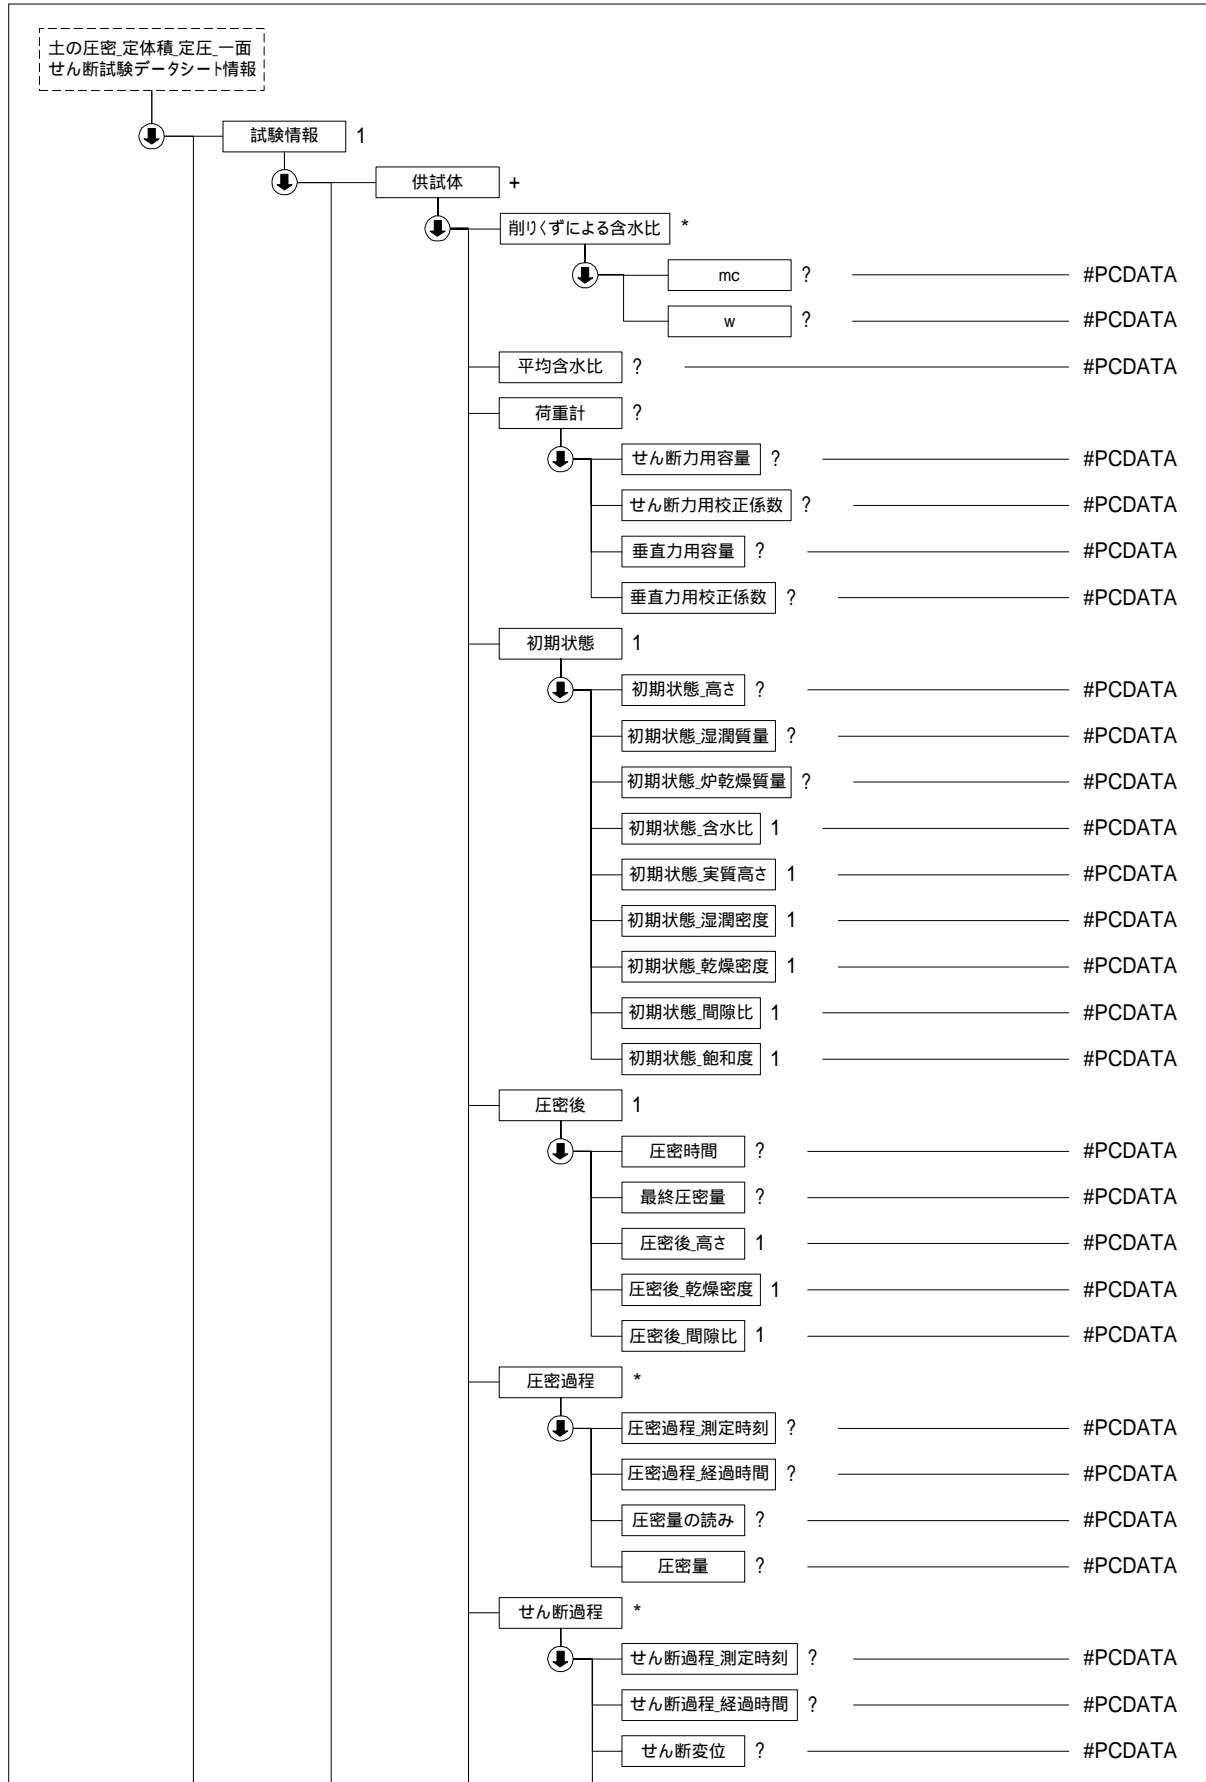 土の圧密_定体積_定圧_一面
せん断試験データシート情報
試験情報 1
供試体 +
削りくずによる含水比 *
mc ? #PCDATA
w ? #PCDATA
平均含水比 ? #PCDATA
荷重計 ?
せん断力用容量 ? #PCDATA
せん断力用校正係数 ? #PCDATA
垂直力用容量 ? #PCDATA
垂直力用校正係数 ? #PCDATA
初期状態 1
初期状態_高さ ? #PCDATA
初期状態_湿潤質量 ? #PCDATA
初期状態_炉乾燥質量 ? #PCDATA
初期状態_含水比 1 #PCDATA
初期状態_実質高さ 1 #PCDATA
初期状態_湿潤密度 1 #PCDATA
初期状態_乾燥密度 1 #PCDATA
初期状態_間隙比 1 #PCDATA
初期状態_飽和度 1 #PCDATA
圧密後 1
圧密時間 ? #PCDATA
最終圧密量 ? #PCDATA
圧密後_高さ 1 #PCDATA
圧密後_乾燥密度 1 #PCDATA
圧密後_間隙比 1 #PCDATA
圧密過程 *
圧密過程_測定時刻 ? #PCDATA
圧密過程_経過時間 ? #PCDATA
圧密量の読み ? #PCDATA
圧密量 ? #PCDATA
せん断過程 *
せん断過程_測定時刻 ? #PCDATA
せん断過程_経過時間 ? #PCDATA
せん断変位 ? #PCDATA